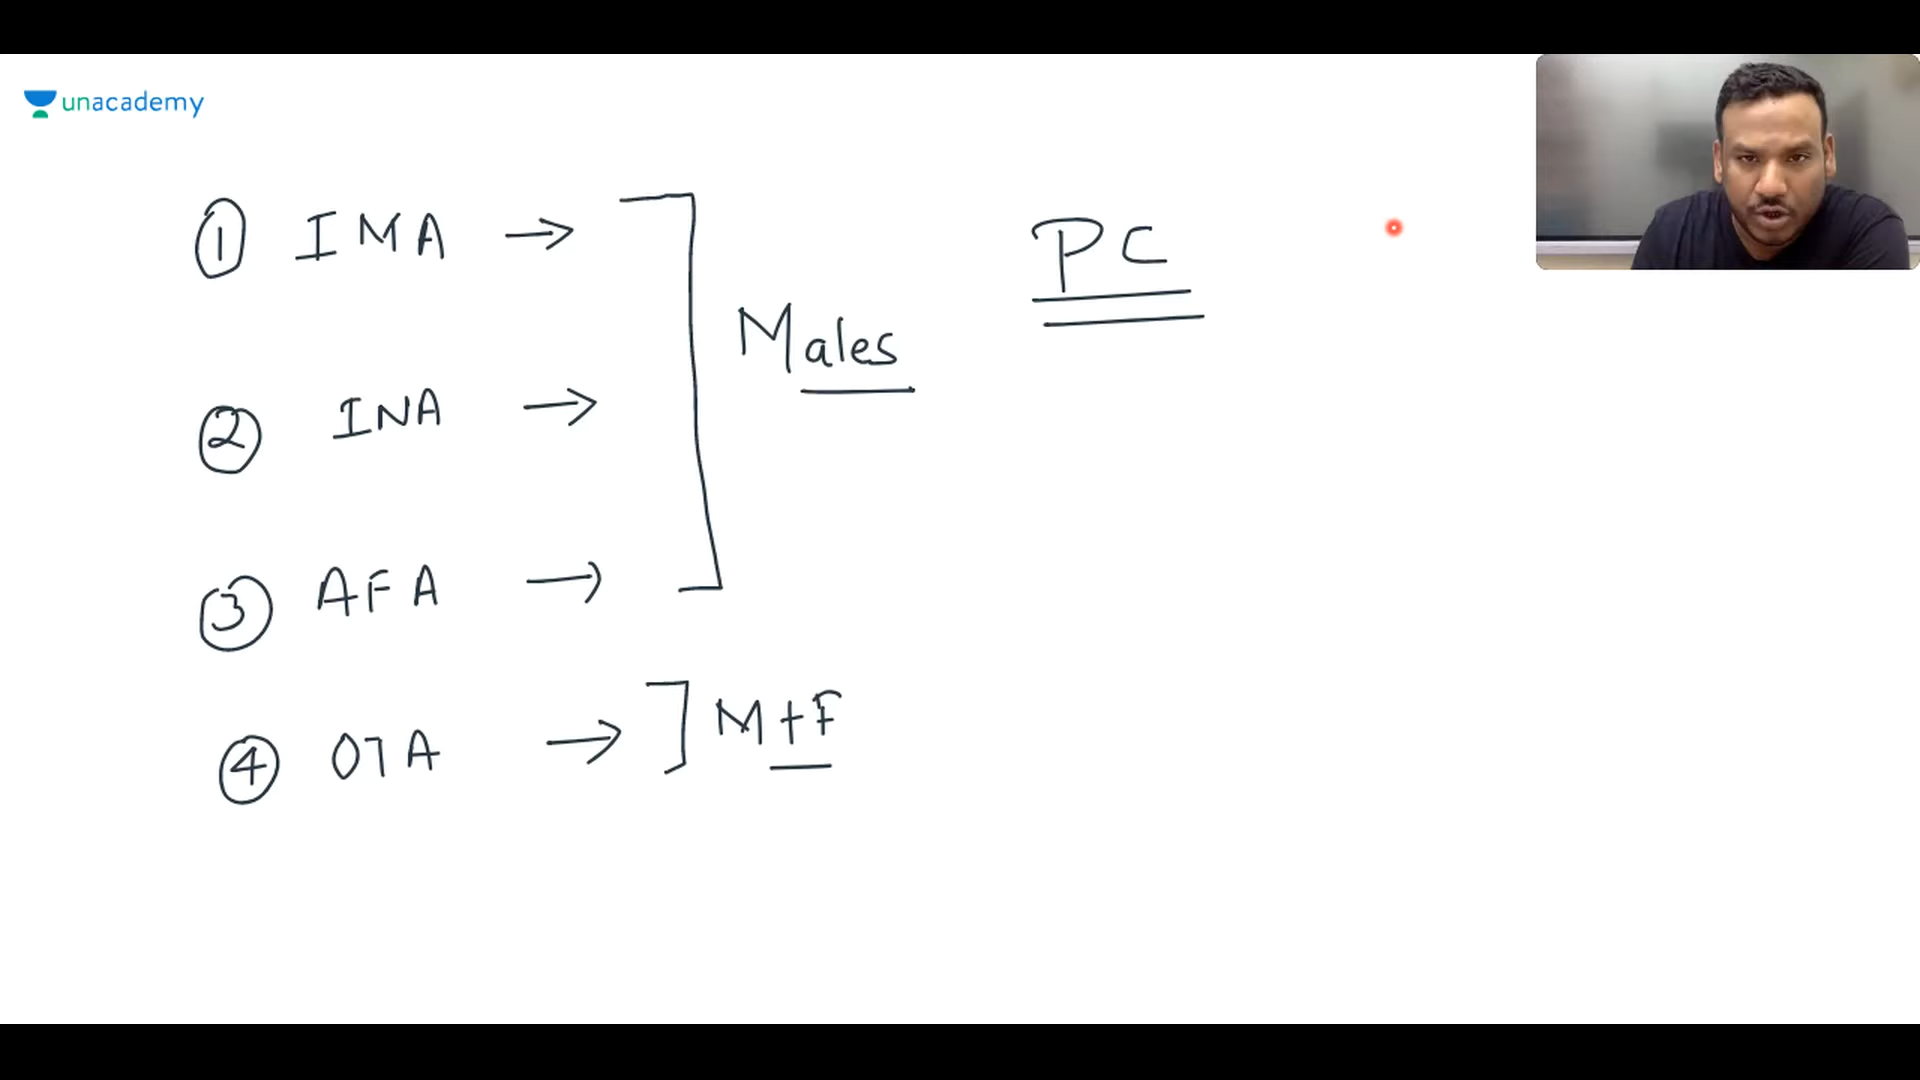 unacademy
① IMA →
Males
PC
② INA →
③ AFA →
④ OTA → M+F